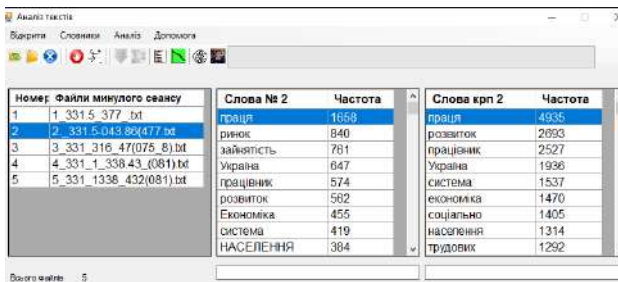 Аналіз текстів
Відкрити Словники Аналіз Допомога
Номер Файли минулого сеансу
1 1_331.5_377_.txt
2 2_331.5-043.86(477.txt
3 3_331_316_47(075_8).txt
4 4_331_1_338.43_(081).txt
5 5_331_1338_432(081).txt
Слова № 2 Частота
праця 1658
ринок 840
зайнятість 761
Україна 647
працівник 574
розвиток 562
Економіка 455
система 419
НАСЕЛЕННЯ 384
Слова крп 2 Частота
праця 4935
розвиток 2693
працівник 2527
Україна 1936
система 1537
економіка 1470
соціально 1405
населення 1314
трудових 1292
Всього файлів 5